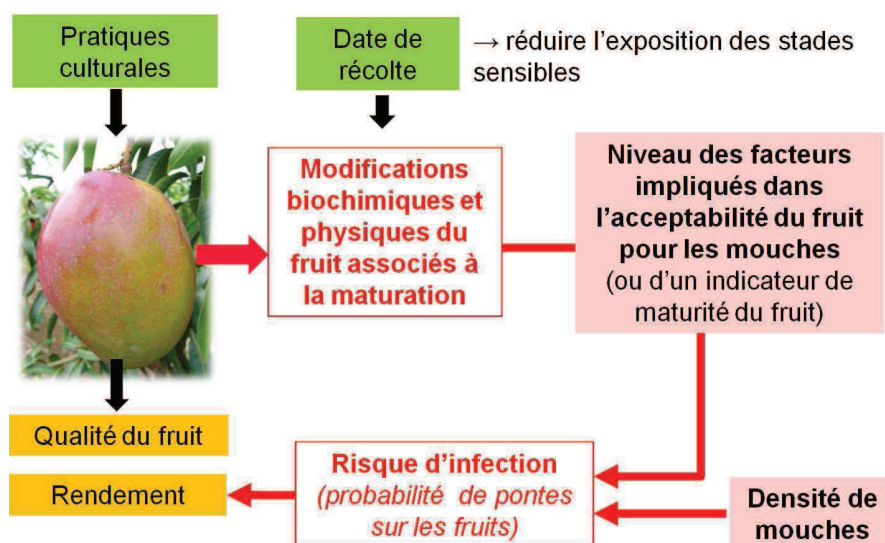 Pratiques
culturales
Date de
récolte
→ réduire l’exposition des stades
sensibles
Modifications
biochimiques et
physiques du
fruit associés à
la maturation
Niveau des facteurs
impliqués dans
l’acceptabilité du fruit
pour les mouches
(ou d’un indicateur de
maturité du fruit)
Qualité du fruit
Rendement
Risque d’infection
(probabilité de pontes
sur les fruits)
Densité de
mouches